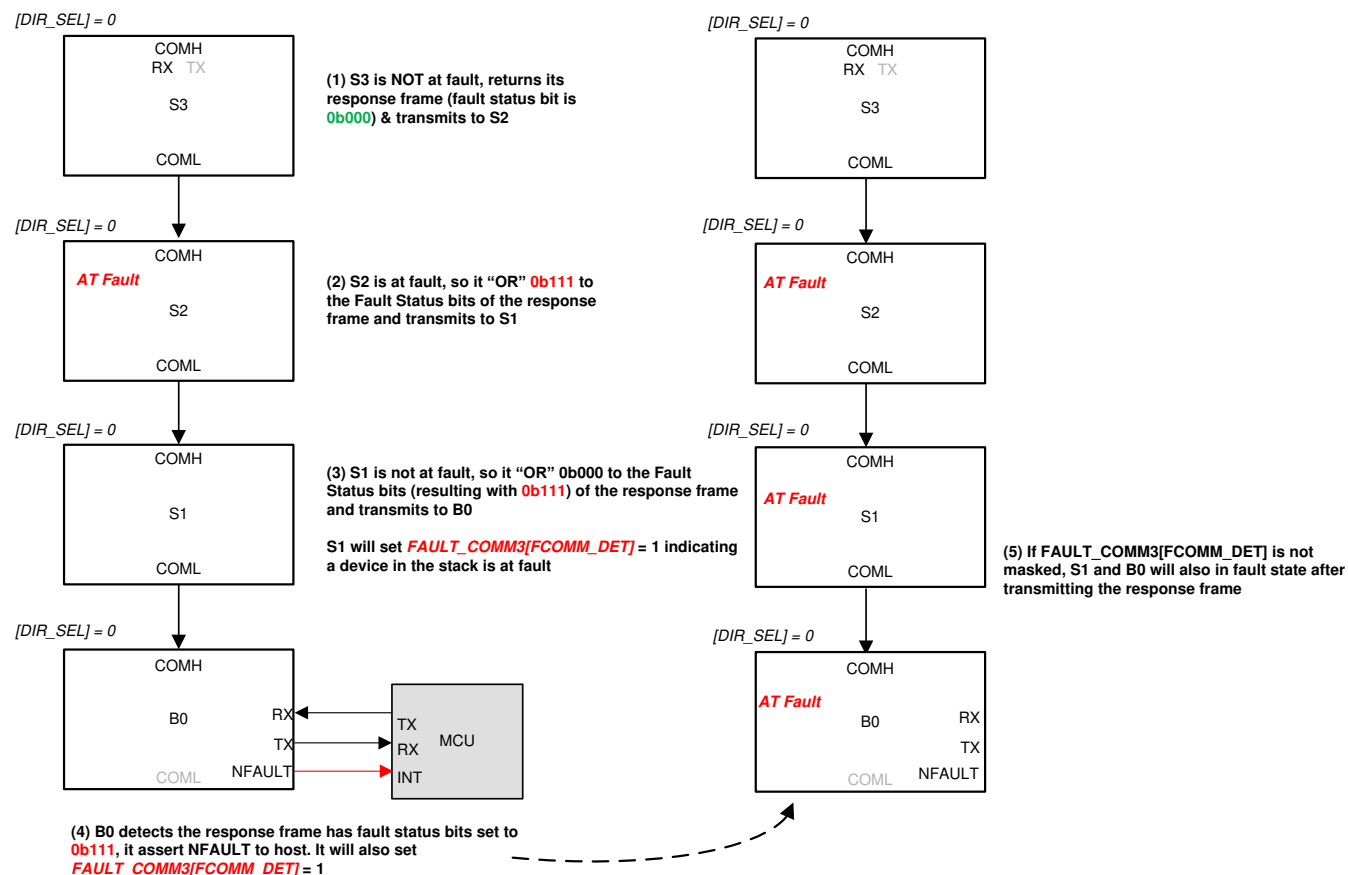 [DIR_SEL] = 0
COMH
RX TX
S3
COML
(1) S3 is NOT at fault, returns its
response frame (fault status bit is
0b000) & transmits to S2
[DIR_SEL] = 0
COMH
AT Fault
S2
COML
(2) S2 is at fault, so it “OR” 0b111 to
the Fault Status bits of the response
frame and transmits to S1
[DIR_SEL] = 0
COMH
S1
COML
(3) S1 is not at fault, so it “OR” 0b000 to the Fault
Status bits (resulting with 0b111) of the response frame
and transmits to B0
S1 will set FAULT_COMM3[FCOMM_DET] = 1 indicating
a device in the stack is at fault
[DIR_SEL] = 0
COMH
B0
RX
TX
NFAULT
COML
TX
RX
INT
MCU
(4) B0 detects the response frame has fault status bits set to
0b111, it assert NFAULT to host. It will also set
FAULT_COMM3[FCOMM_DET] = 1
[DIR_SEL] = 0
COMH
RX TX
S3
COML
[DIR_SEL] = 0
COMH
AT Fault
S2
COML
[DIR_SEL] = 0
COMH
AT Fault
S1
COML
(5) If FAULT_COMM3[FCOMM_DET] is not
masked, S1 and B0 will also in fault state after
transmitting the response frame
[DIR_SEL] = 0
COMH
AT Fault
B0
RX
TX
NFAULT
COML